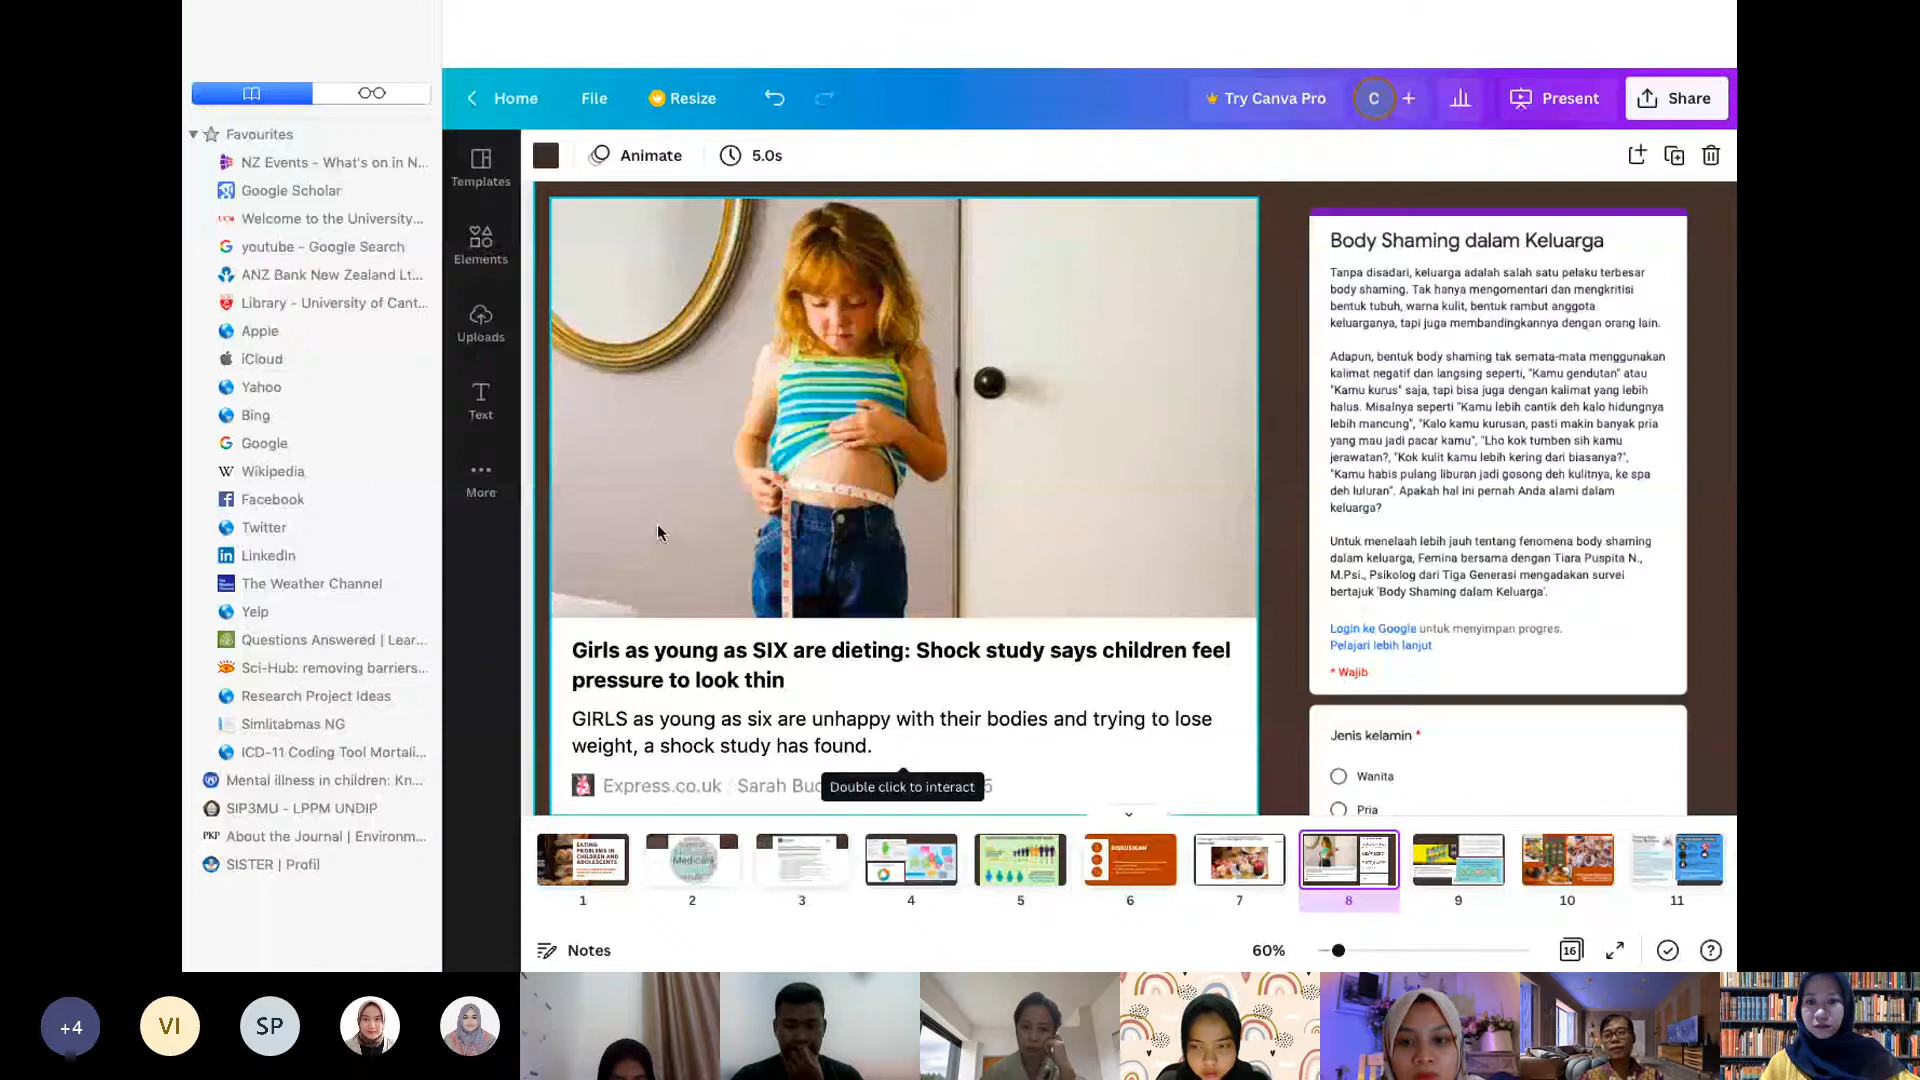 Home
File
Resize
Try Canva Pro
C
Present
Share
Favourites
NZ Events - What's on in N...
Google Scholar
Welcome to the University...
youtube - Google Search
ANZ Bank New Zealand Lt...
Library - University of Cant...
Apple
iCloud
Yahoo
Bing
Google
Wikipedia
Facebook
Twitter
LinkedIn
The Weather Channel
Yelp
Questions Answered | Lear...
Sci-Hub: removing barriers...
Research Project Ideas
Simlitabmas NG
ICD-11 Coding Tool Mortali...
Mental illness in children: Kn...
SIP3MU - LPPM UNDIP
PKP About the Journal | Environm...
SISTER | Profil
Templates
Elements
Uploads
Text
More
Animate
5.0s
Girls as young as SIX are dieting: Shock study says children feel
pressure to look thin
GIRLS as young as six are unhappy with their bodies and trying to lose
weight, a shock study has found.
Express.co.uk Sarah Buc
Double click to interact
Body Shaming dalam Keluarga
Tanpa disadari, keluarga adalah salah satu pelaku terbesar
body shaming. Tak hanya mengomentari dan mengkritisi
bentuk tubuh, warna kulit, bentuk rambut anggota
keluarganya, tapi juga membandingkannya dengan orang lain.
Adapun, bentuk body shaming tak semata-mata menggunakan
kalimat negatif dan langsing seperti, "Kamu gendutan" atau
"Kamu kurus" saja, tapi bisa juga dengan kalimat yang lebih
halus. Misalnya seperti "Kamu lebih cantik deh kalo hidungnya
lebih mancung", "Kalo kamu kurusan, pasti makin banyak pria
yang mau jadi pacar kamu", "Lho kok tumben sih kamu
jerawatan?, "Kok kulit kamu lebih kering dari biasanya?",
"Kamu habis pulang liburan jadi gosong deh kulitnya, ke spa
deh luluran". Apakah hal ini pernah Anda alami dalam
keluarga?
Untuk menelaah lebih jauh tentang fenomena body shaming
dalam keluarga, Femina bersama dengan Tiara Puspita N.,
M.Psi., Psikolog dari Tiga Generasi mengadakan survei
bertajuk 'Body Shaming dalam Keluarga'.
Login ke Google untuk menyimpan progres.
Pelajari lebih lanjut
* Wajib
Jenis kelamin *
Wanita
Pria
EATING
PROBLEMS IN
CHILDREN AND
ADOLESCENTS
Medicare
DISKUSIKAN
1
2
3
4
5
6
7
8
9
10
11
Notes
60%
16
+4
VI
SP